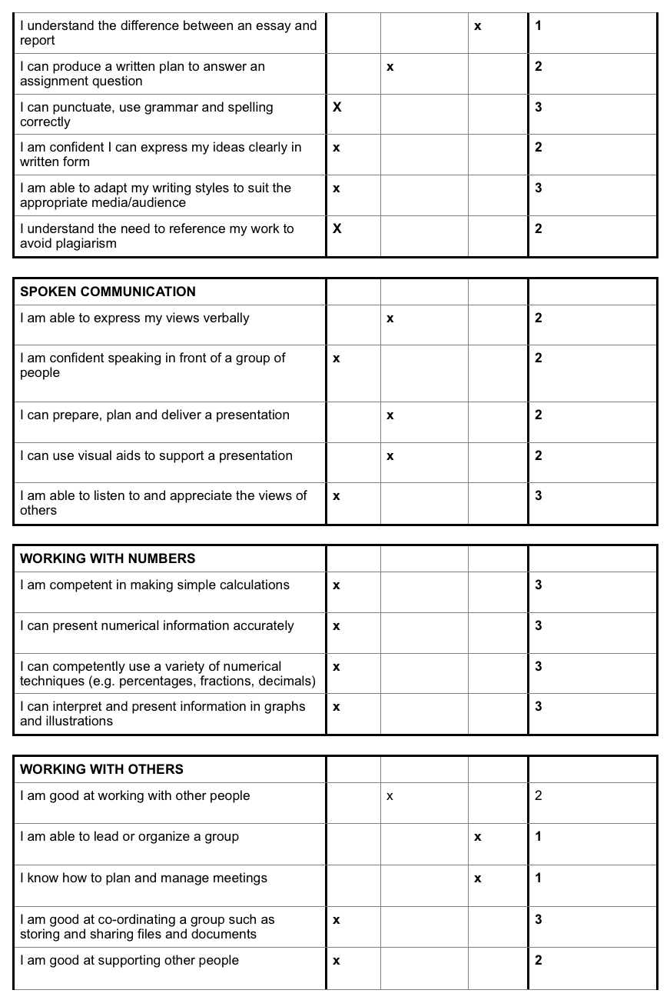 I understand the difference between an essay and x 1
report
I can produce a written plan to answer an x 2
assignment question
I can punctuate, use grammar and spelling X 3
correctly
I am confident I can express my ideas clearly in x 2
written form
I am able to adapt my writing styles to suit the x 3
appropriate media/audience
I understand the need to reference my work to X 2
avoid plagiarism
SPOKEN COMMUNICATION
I am able to express my views verbally x 2
I am confident speaking in front of a group of x 2
people
I can prepare, plan and deliver a presentation x 2
I can use visual aids to support a presentation x 2
I am able to listen to and appreciate the views of x 3
others
WORKING WITH NUMBERS
I am competent in making simple calculations x 3
I can present numerical information accurately x 3
I can competently use a variety of numerical x 3
techniques (e.g. percentages, fractions, decimals)
I can interpret and present information in graphs x 3
and illustrations
WORKING WITH OTHERS
I am good at working with other people x 2
I am able to lead or organize a group x 1
I know how to plan and manage meetings x 1
I am good at co-ordinating a group such as x 3
storing and sharing files and documents
I am good at supporting other people x 2